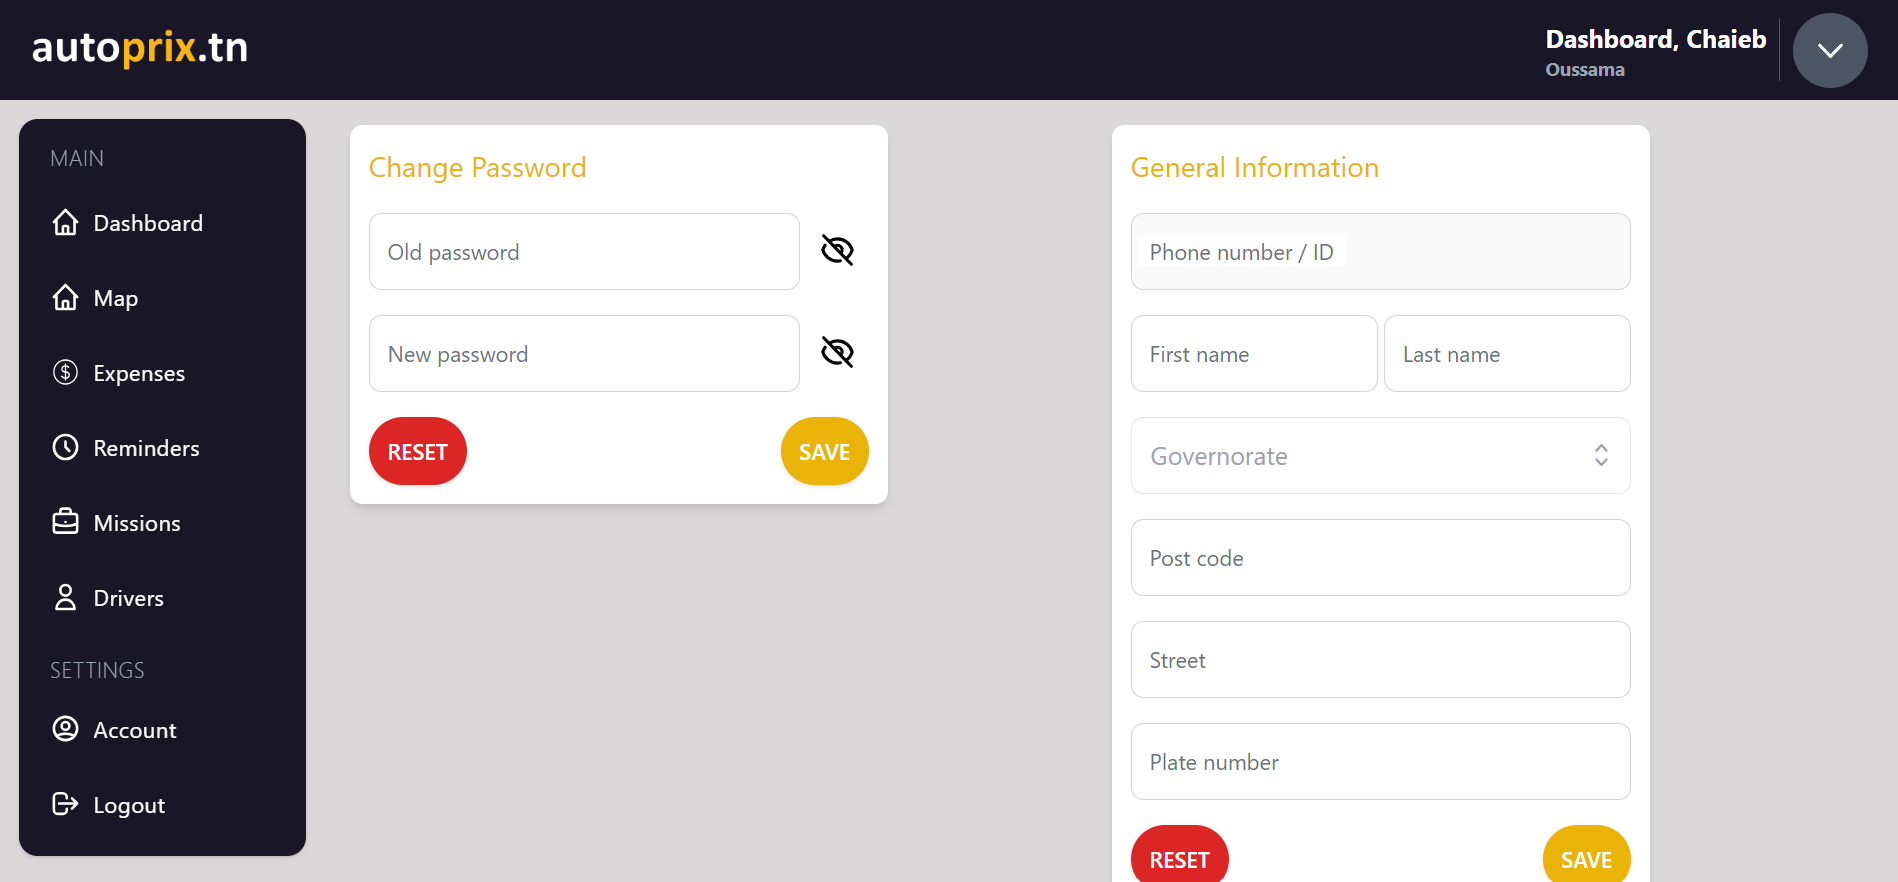 autoprix.tn
Dashboard, Chaieb
Oussama
MAIN
Dashboard
Map
Expenses
Reminders
Missions
Drivers
SETTINGS
Account
Logout
Change Password
Old password
New password
RESET
SAVE
General Information
Phone number / ID
First name
Last name
Governorate
Post code
Street
Plate number
RESET
SAVE